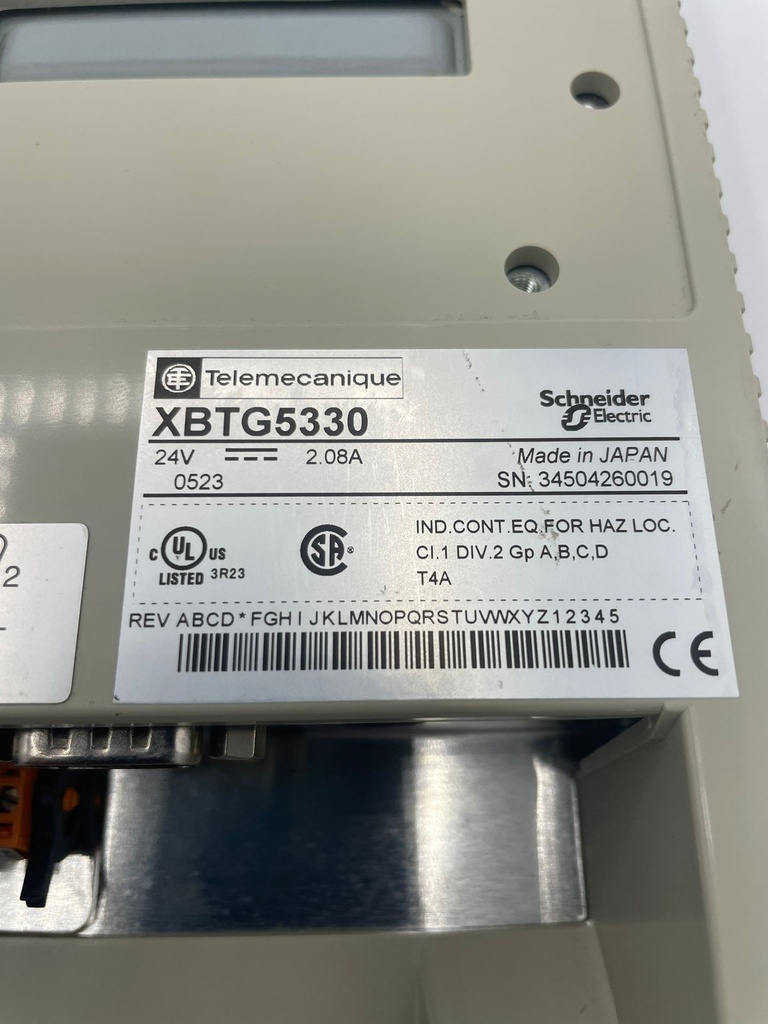 Telemecanique
XBTG5330
Schneider
Electric
24V 2.08A
Made in JAPAN
0523
SN: 34504260019
C UL US
LISTED 3R23
SA
IND.CONT.EQ.FOR HAZ LOC.
Cl.1 DIV.2 Gp A,B,C,D
T4A
2
REV ABCD*FGHIJKLMNOPQRSTUVWXYZ12345
CE